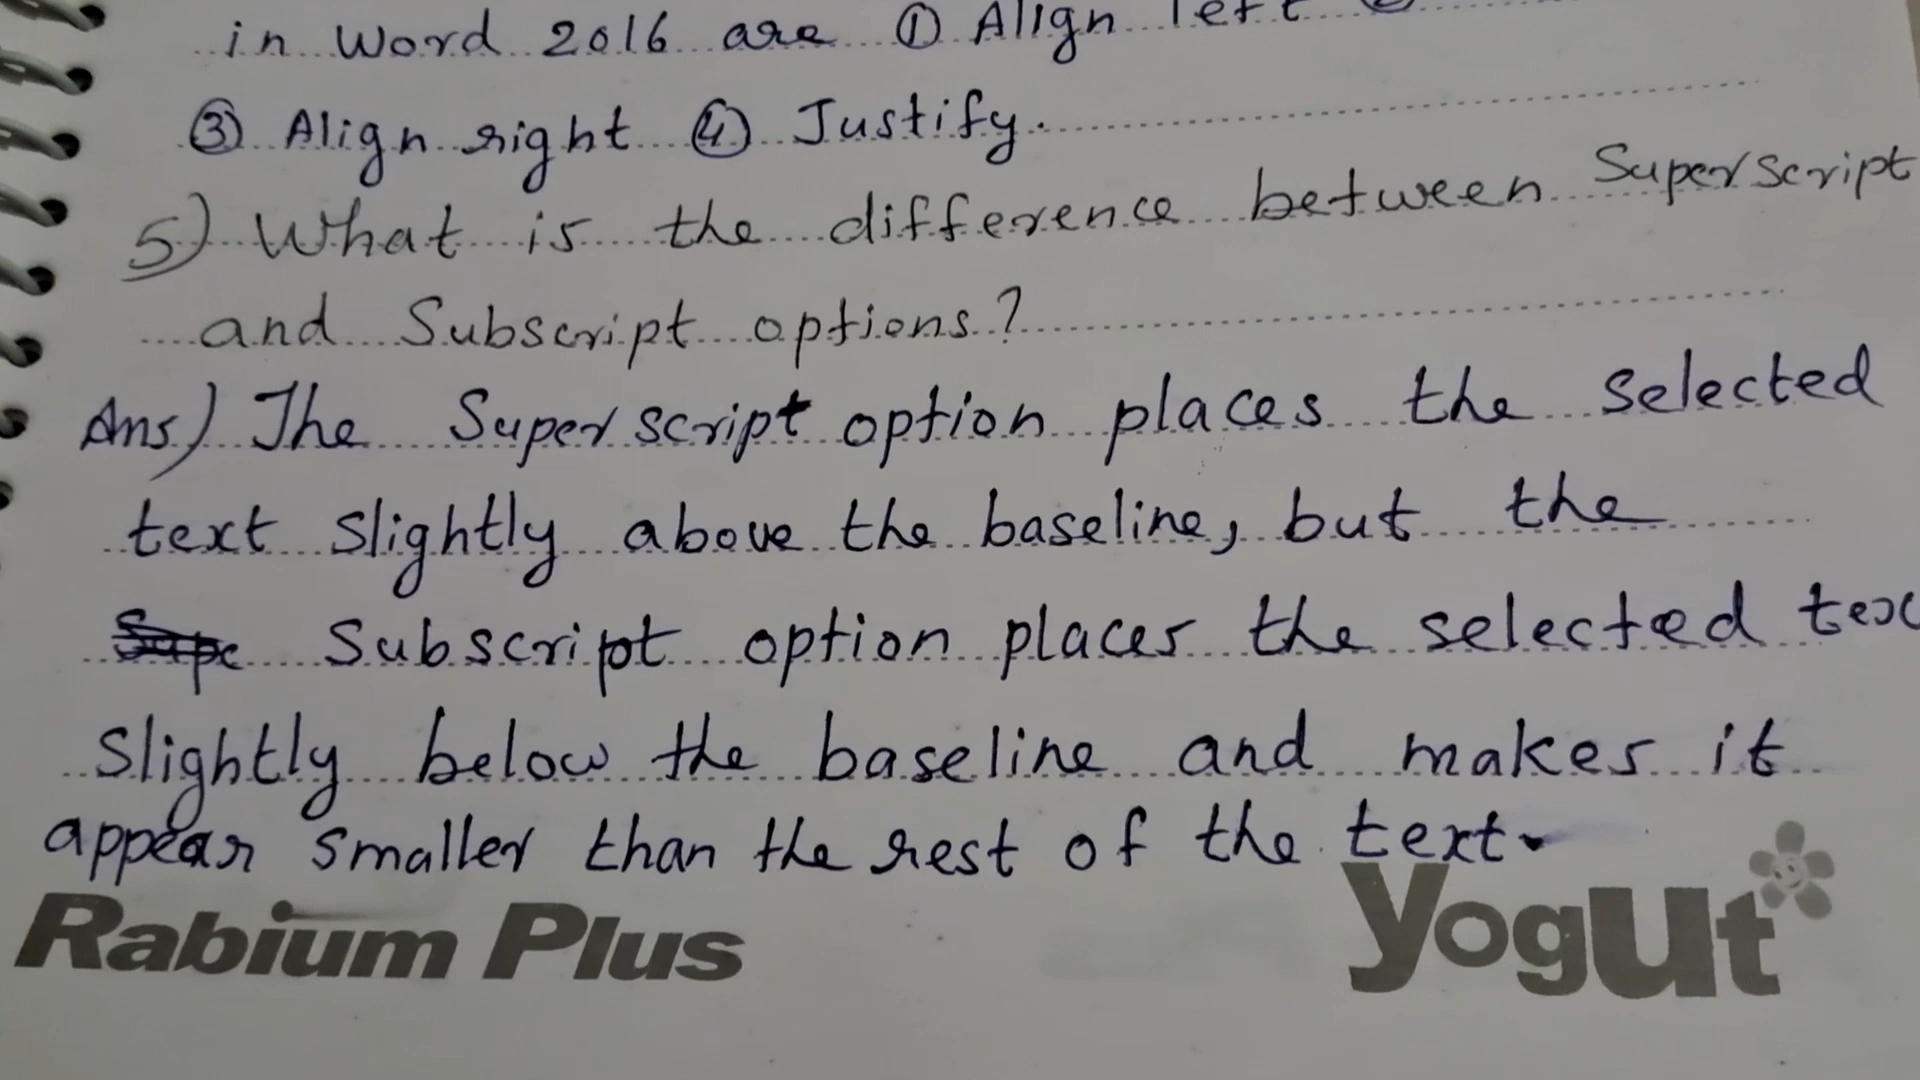 in Word 2016 are ① Align left
③ Align right ④ Justify.
5) What is the difference between Superscript
and Subscript options?
Ans) The Superscript option places the selected
text slightly above the baseline, but the
Subscript option places the selected tex
slightly below the baseline and makes it
appear smaller than the rest of the text.
Rabium Plus
Yogut